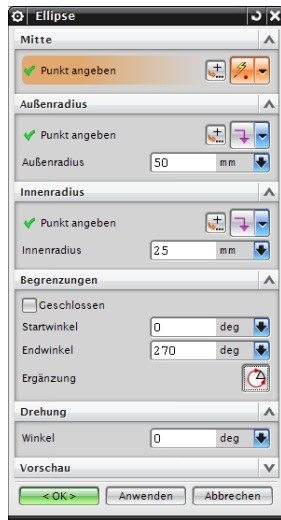 Ellipse
Mitte
Punkt angeben
Außenradius
Punkt angeben
Außenradius 50 mm
Innenradius
Punkt angeben
Innenradius 25 mm
Begrenzungen
Geschlossen
Startwinkel 0 deg
Endwinkel 270 deg
Ergänzung
Drehung
Winkel 0 deg
Vorschau
< OK > Anwenden Abbrechen